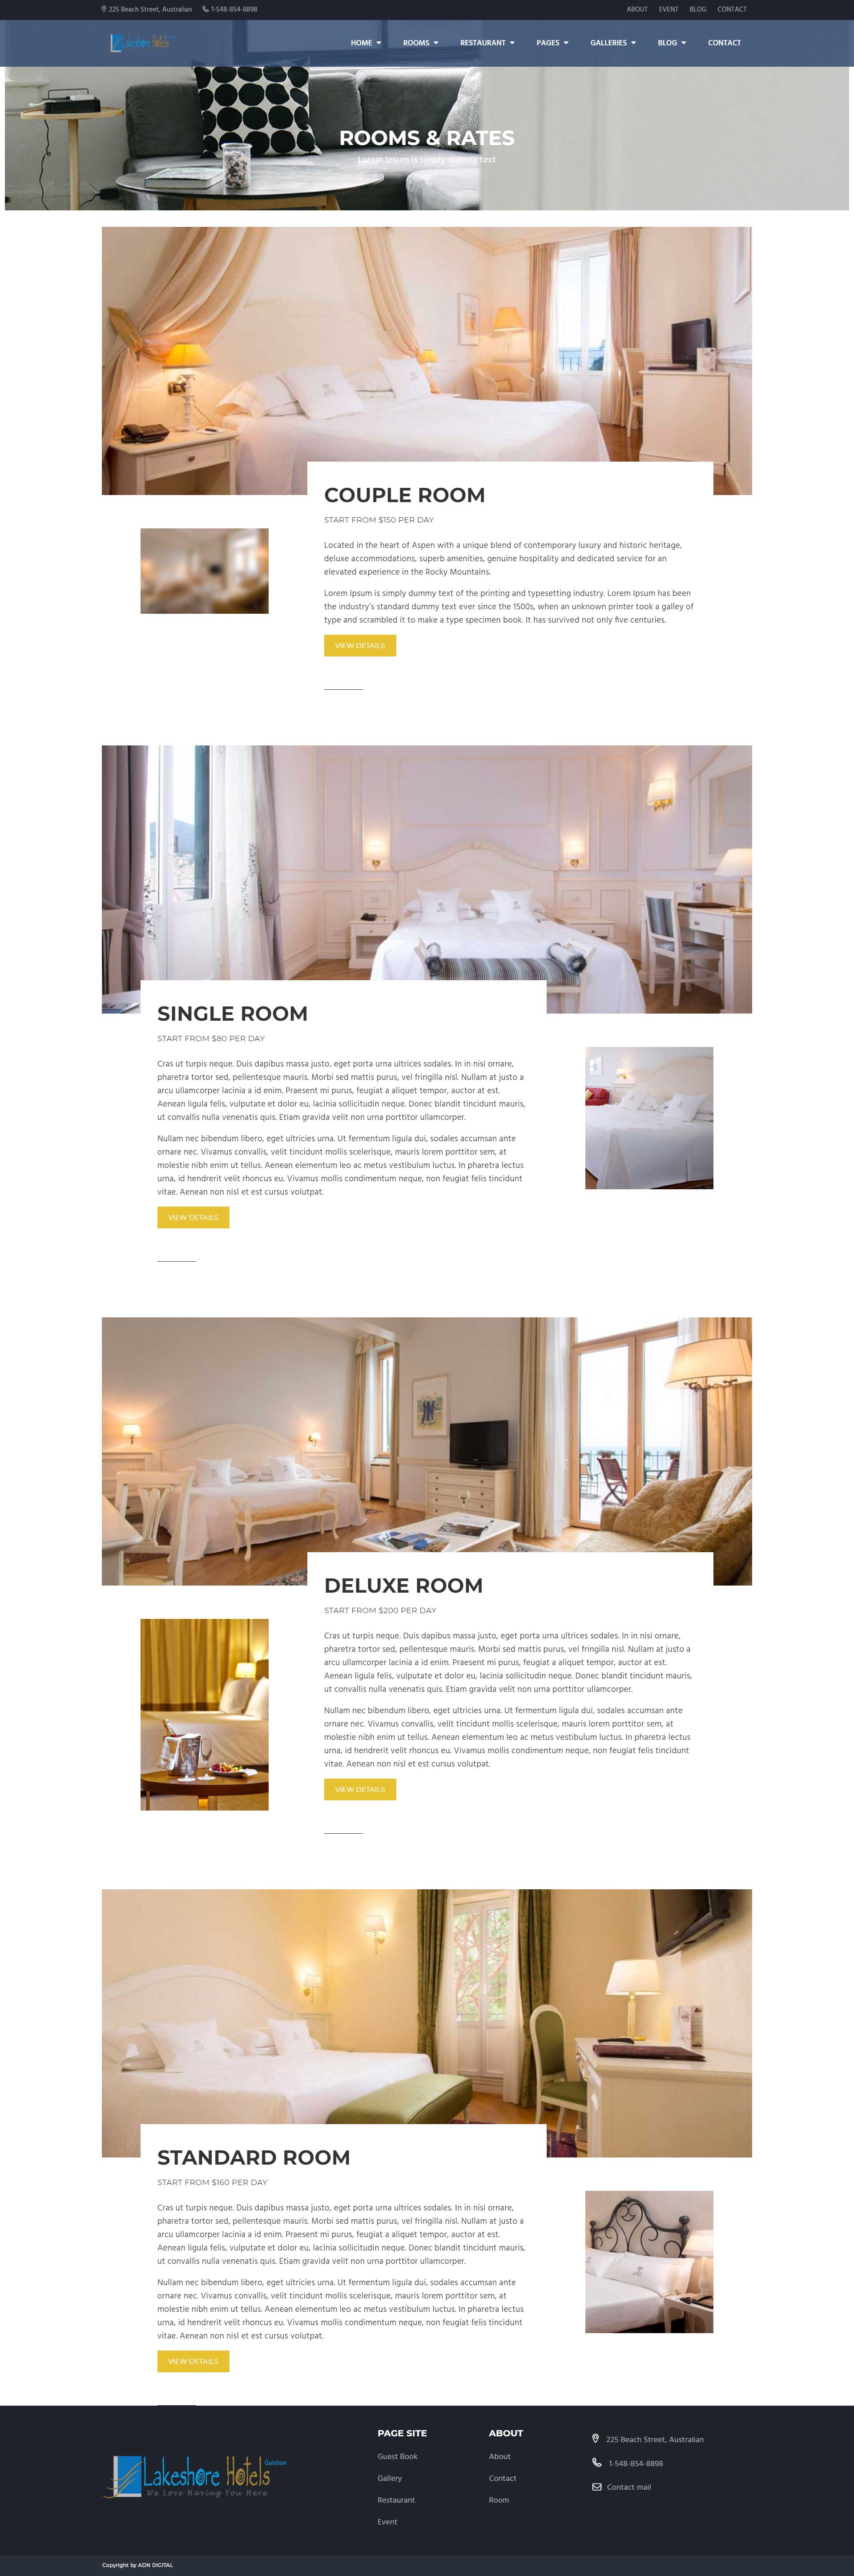 225 Beach Street, Australian 1-548-854-8898 ABOUT EVENT BLOG CONTACT
Lakeshore Hotels
HOME ROOMS RESTAURANT PAGES GALLERIES BLOG CONTACT
ROOMS & RATES
Lorem Ipsum is simply dummy text
COUPLE ROOM
START FROM $150 PER DAY
Located in the heart of Aspen with a unique blend of contemporary luxury and historic heritage,
deluxe accommodations, superb amenities, genuine hospitality and dedicated service for an
elevated experience in the Rocky Mountains.
Lorem Ipsum is simply dummy text of the printing and typesetting industry. Lorem Ipsum has been
the industry's standard dummy text ever since the 1500s, when an unknown printer took a galley of
type and scrambled it to make a type specimen book. It has survived not only five centuries.
VIEW DETAILS
SINGLE ROOM
START FROM $80 PER DAY
Cras ut turpis neque. Duis dapibus massa justo, eget porta urna ultrices sodales. In in nisi ornare,
pharetra tortor sed, pellentesque mauris. Morbi sed mattis purus, vel fringilla nisl. Nullam at justo a
arcu ullamcorper lacinia a id enim. Praesent mi purus, feugiat a aliquet tempor, auctor at est.
Aenean ligula felis, vulputate et dolor eu, lacinia sollicitudin neque. Donec blandit tincidunt mauris,
ut convallis nulla venenatis quis. Etiam gravida velit non urna porttitor ullamcorper.
Nullam nec bibendum libero, eget ultricies urna. Ut fermentum ligula dui, sodales accumsan ante
ornare nec. Vivamus convallis, velit tincidunt mollis scelerisque, mauris lorem porttitor sem, at
molestie nibh enim ut tellus. Aenean elementum leo ac metus vestibulum luctus. In pharetra lectus
urna, id hendrerit velit rhoncus eu. Vivamus mollis condimentum neque, non feugiat felis tincidunt
vitae. Aenean non nisl et est cursus volutpat.
VIEW DETAILS
DELUXE ROOM
START FROM $200 PER DAY
Cras ut turpis neque. Duis dapibus massa justo, eget porta urna ultrices sodales. In in nisi ornare,
pharetra tortor sed, pellentesque mauris. Morbi sed mattis purus, vel fringilla nisl. Nullam at justo a
arcu ullamcorper lacinia a id enim. Praesent mi purus, feugiat a aliquet tempor, auctor at est.
Aenean ligula felis, vulputate et dolor eu, lacinia sollicitudin neque. Donec blandit tincidunt mauris,
ut convallis nulla venenatis quis. Etiam gravida velit non urna porttitor ullamcorper.
Nullam nec bibendum libero, eget ultricies urna. Ut fermentum ligula dui, sodales accumsan ante
ornare nec. Vivamus convallis, velit tincidunt mollis scelerisque, mauris lorem porttitor sem, at
molestie nibh enim ut tellus. Aenean elementum leo ac metus vestibulum luctus. In pharetra lectus
urna, id hendrerit velit rhoncus eu. Vivamus mollis condimentum neque, non feugiat felis tincidunt
vitae. Aenean non nisl et est cursus volutpat.
VIEW DETAILS
STANDARD ROOM
START FROM $160 PER DAY
Cras ut turpis neque. Duis dapibus massa justo, eget porta urna ultrices sodales. In in nisi ornare,
pharetra tortor sed, pellentesque mauris. Morbi sed mattis purus, vel fringilla nisl. Nullam at justo a
arcu ullamcorper lacinia a id enim. Praesent mi purus, feugiat a aliquet tempor, auctor at est.
Aenean ligula felis, vulputate et dolor eu, lacinia sollicitudin neque. Donec blandit tincidunt mauris,
ut convallis nulla venenatis quis. Etiam gravida velit non urna porttitor ullamcorper.
Nullam nec bibendum libero, eget ultricies urna. Ut fermentum ligula dui, sodales accumsan ante
ornare nec. Vivamus convallis, velit tincidunt mollis scelerisque, mauris lorem porttitor sem, at
molestie nibh enim ut tellus. Aenean elementum leo ac metus vestibulum luctus. In pharetra lectus
urna, id hendrerit velit rhoncus eu. Vivamus mollis condimentum neque, non feugiat felis tincidunt
vitae. Aenean non nisl et est cursus volutpat.
VIEW DETAILS
Lakeshore Hotels Gulshan
We Love Having You Here
PAGE SITE
Guest Book
Gallery
Restaurant
Event
ABOUT
About
Contact
Room
225 Beach Street, Australian
1-548-854-8898
Contact mail
Copyright by ADN DIGITAL